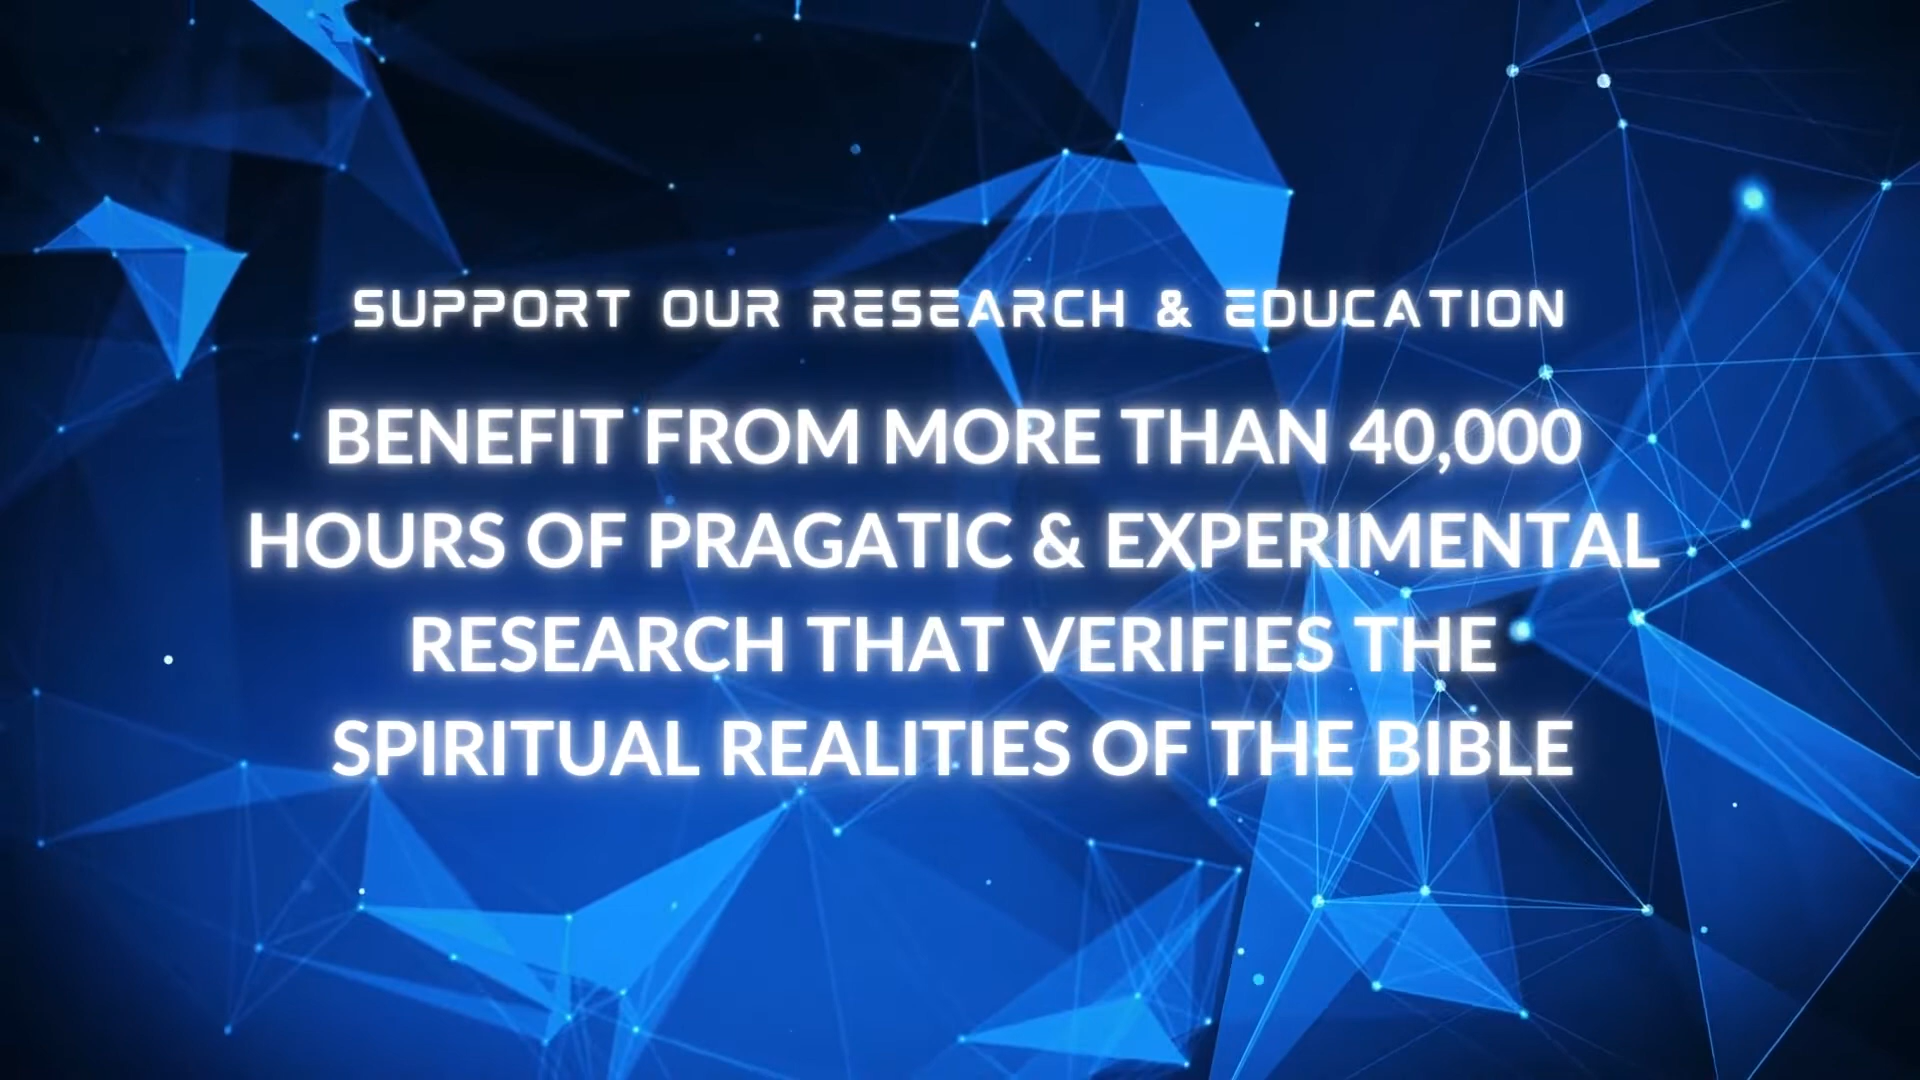 SUPPORT OUR RESEARCH & EDUCATION
BENEFIT FROM MORE THAN 40,000
HOURS OF PRAGATIC & EXPERIMENTAL
RESEARCH THAT VERIFIES THE
SPIRITUAL REALITIES OF THE BIBLE